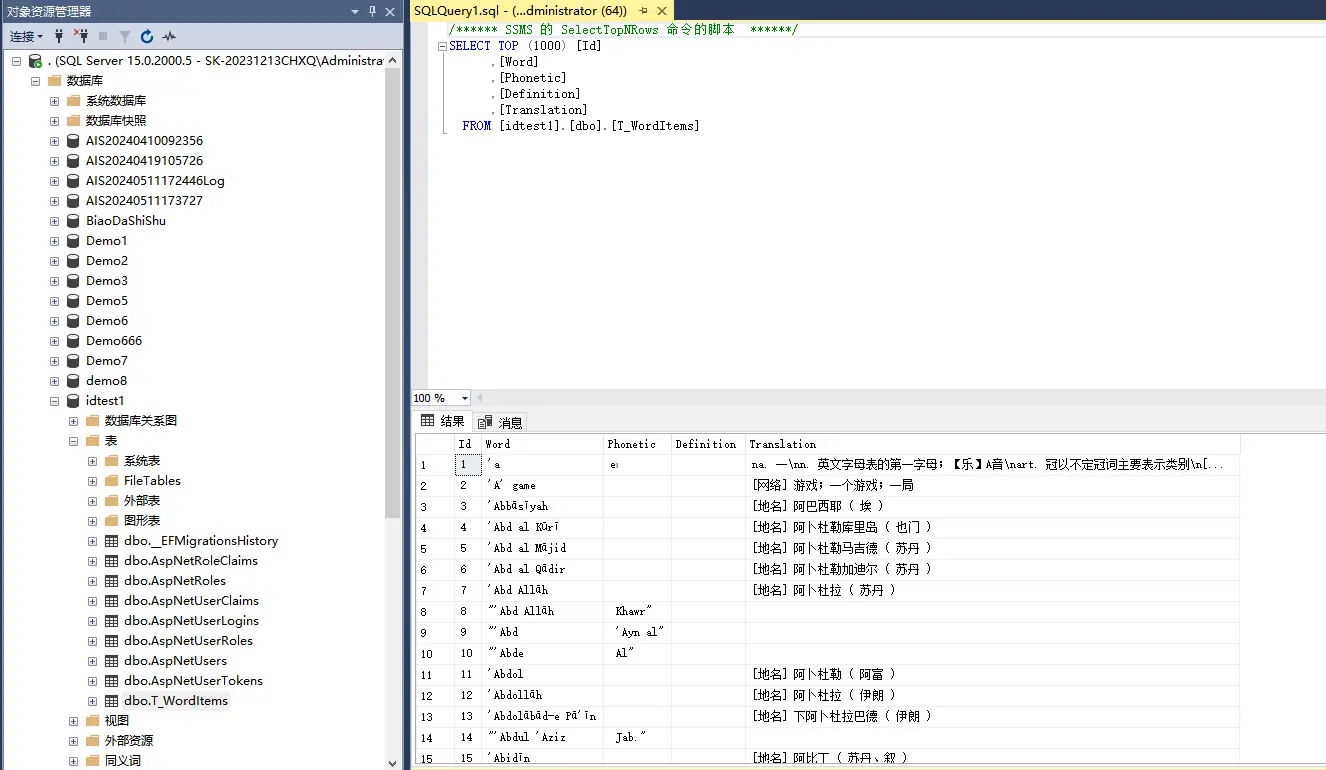 对象资源管理器
连接
. (SQL Server 15.0.2000.5 - SK-20231213CHXQ\Administra
数据库
系统数据库
数据库快照
AIS20240410092356
AIS20240419105726
AIS20240511172446Log
AIS20240511173727
BiaoDaShiShu
Demo1
Demo2
Demo3
Demo5
Demo6
Demo666
Demo7
demo8
idtest1
数据库关系图
表
系统表
FileTables
外部表
图形表
dbo.__EFMigrationsHistory
dbo.AspNetRoleClaims
dbo.AspNetRoles
dbo.AspNetUserClaims
dbo.AspNetUserLogins
dbo.AspNetUserRoles
dbo.AspNetUsers
dbo.AspNetUserTokens
dbo.T_WordItems
视图
外部资源
同义词
SQLQuery1.sql - (...dministrator (64))
/****** SSMS 的 SelectTopNRows 命令的脚本 ******/
SELECT TOP (1000) [Id]
,[Word]
,[Phonetic]
,[Definition]
,[Translation]
FROM [idtest1].[dbo].[T_WordItems]
100 %
结果 消息
Id Word Phonetic Definition Translation
1 1 'a ei na. 一\nn. 英文字母表的第一字母；【乐】A音\nart. 冠以不定冠词主要表示类别\n[...
2 2 'A' game [网络] 游戏；一个游戏；一局
3 3 'Abbāsīyah [地名] 阿巴西耶 ( 埃 )
4 4 'Abd al Kūrī [地名] 阿卜杜勒库里岛 ( 也门 )
5 5 'Abd al Mājid [地名] 阿卜杜勒马吉德 ( 苏丹 )
6 6 'Abd al Qādir [地名] 阿卜杜勒加迪尔 ( 苏丹 )
7 7 'Abd Allāh [地名] 阿卜杜拉 ( 苏丹 )
8 8 "'Abd Allāh Khawr"
9 9 "'Abd 'Ayn al"
10 10 "'Abde Al"
11 11 'Abdol [地名] 阿卜杜勒 ( 阿富 )
12 12 'Abdollāh [地名] 阿卜杜拉 ( 伊朗 )
13 13 'Abdolābād-e Pā'īn [地名] 下阿卜杜拉巴德 ( 伊朗 )
14 14 "'Abdul 'Aziz Jab."
15 15 'Abidīn [地名] 阿比丁 ( 苏丹、叙 )